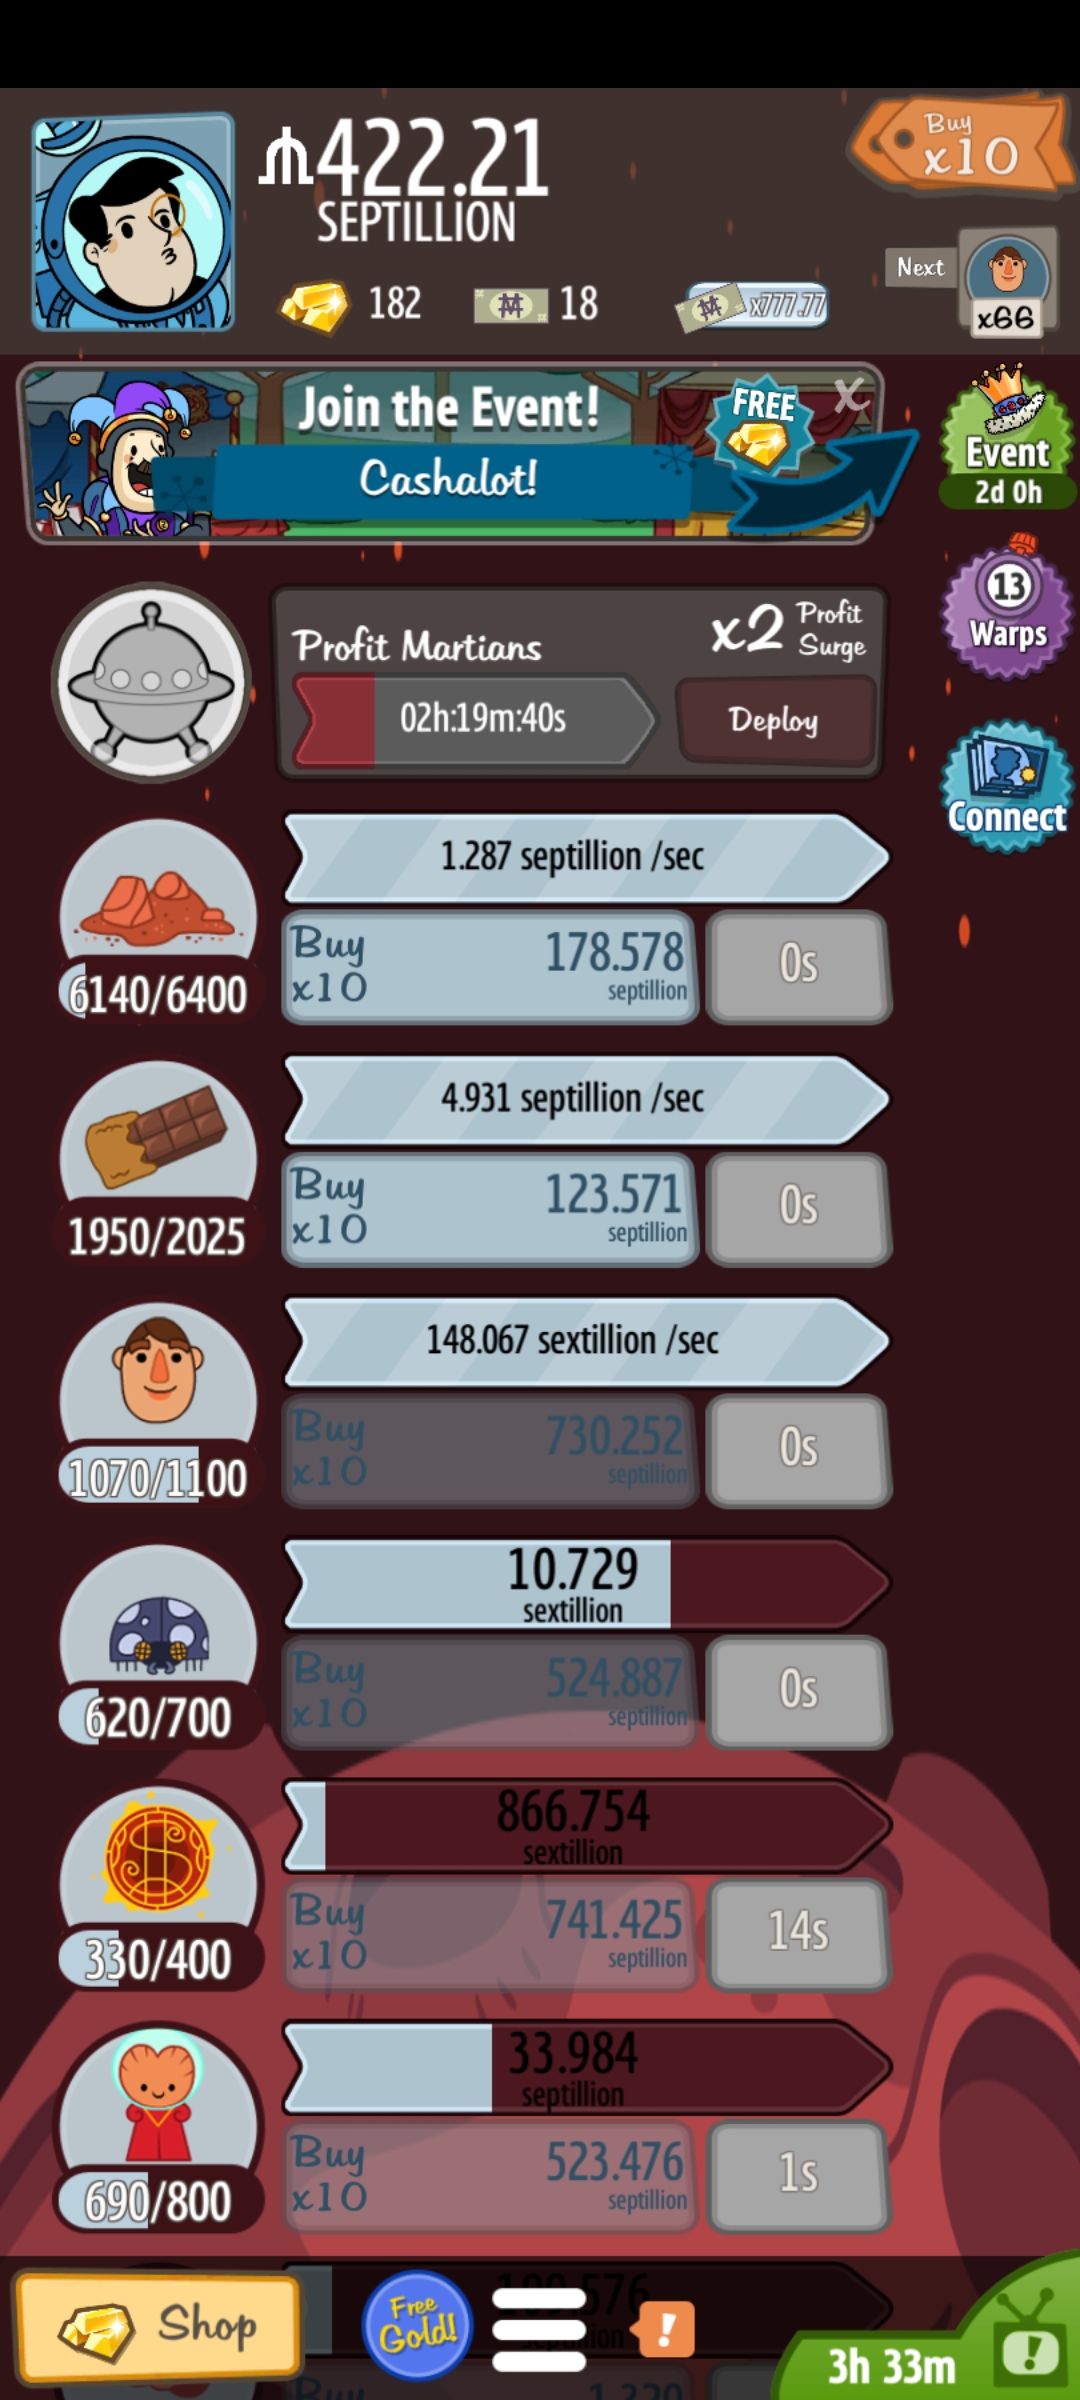 422.21
SEPTILLION
Buy
x10
182
18
x777.77
Next
x66
Join the Event!
Cashalot!
FREE
X
Event
2d 0h
13
Warps
Connect
Profit Martians
x2 Profit
Surge
02h:19m:40s
Deploy
1.287 septillion /sec
Buy
x10
178.578
septillion
0s
6140/6400
4.931 septillion /sec
Buy
x10
123.571
septillion
0s
1950/2025
148.067 sextillion /sec
Buy
x10
730.252
septillion
0s
1070/1100
10.729
sextillion
Buy
x10
524.887
septillion
0s
620/700
866.754
sextillion
Buy
x10
741.425
septillion
14s
330/400
33.984
septillion
Buy
x10
523.476
septillion
1s
690/800
Shop
Free
Gold!
!
3h 33m
!